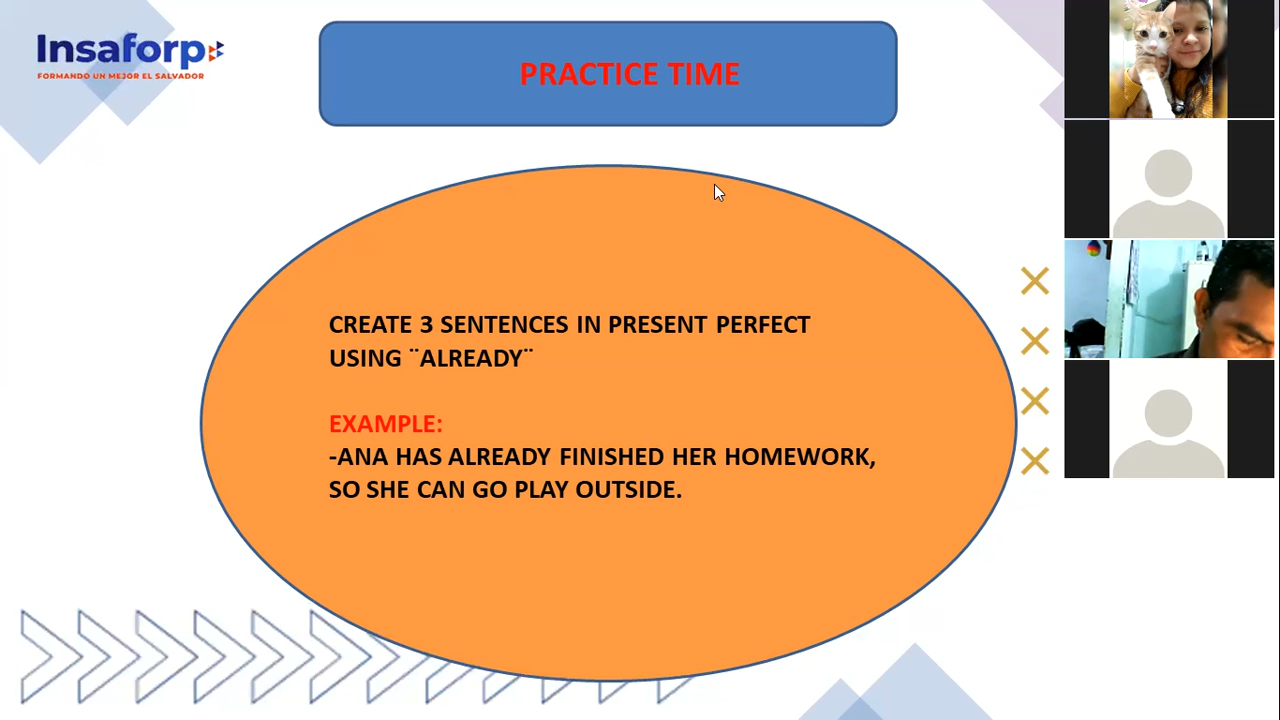 Insaforp
FORMANDO UN MEJOR EL SALVADOR
PRACTICE TIME
CREATE 3 SENTENCES IN PRESENT PERFECT
USING ¨ALREADY¨
EXAMPLE:
-ANA HAS ALREADY FINISHED HER HOMEWORK,
SO SHE CAN GO PLAY OUTSIDE.